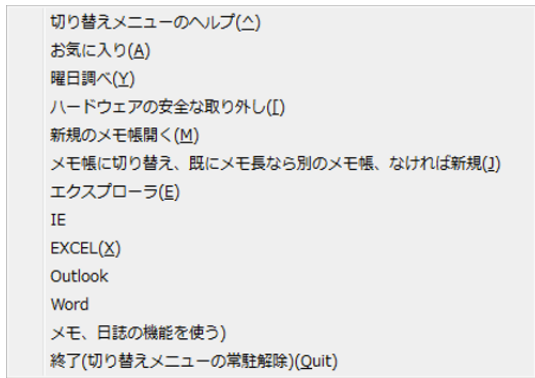 切り替えメニューのヘルプ(^)
お気に入り(A)
曜日調べ(Y)
ハードウェアの安全な取り外し([)
新規のメモ帳開く(M)
メモ帳に切り替え、既にメモ長なら別のメモ帳、なければ新規(J)
エクスプローラ(E)
IE
EXCEL(X)
Outlook
Word
メモ、日誌の機能を使う)
終了(切り替えメニューの常駐解除)(Quit)